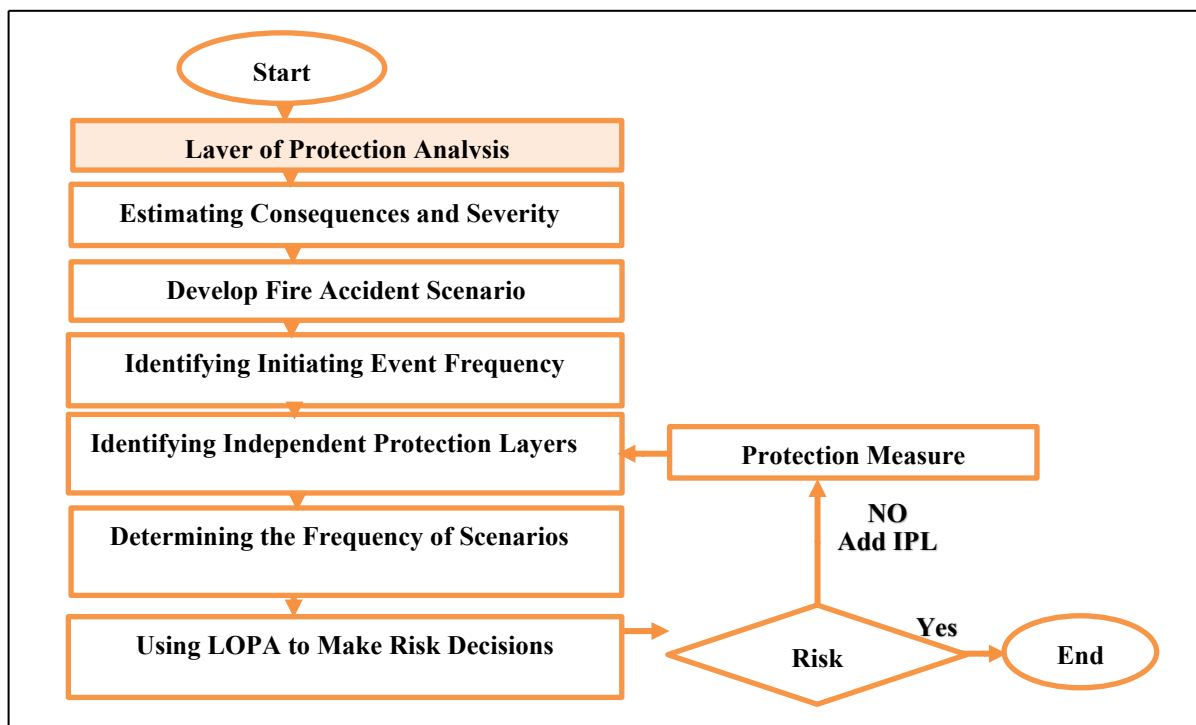 Start
Laver of Protection Analvsis
Estimating Consequences and Severity
Develop Fire Accident Scenario
Identifying Initiating Event Frequency
Identifying Independent Protection Layers
Protection Measure
NO
Add IPL
Determining the Frequency of Scenarios
Using LOPA to Make Risk Decisions
Risk
Yes
End